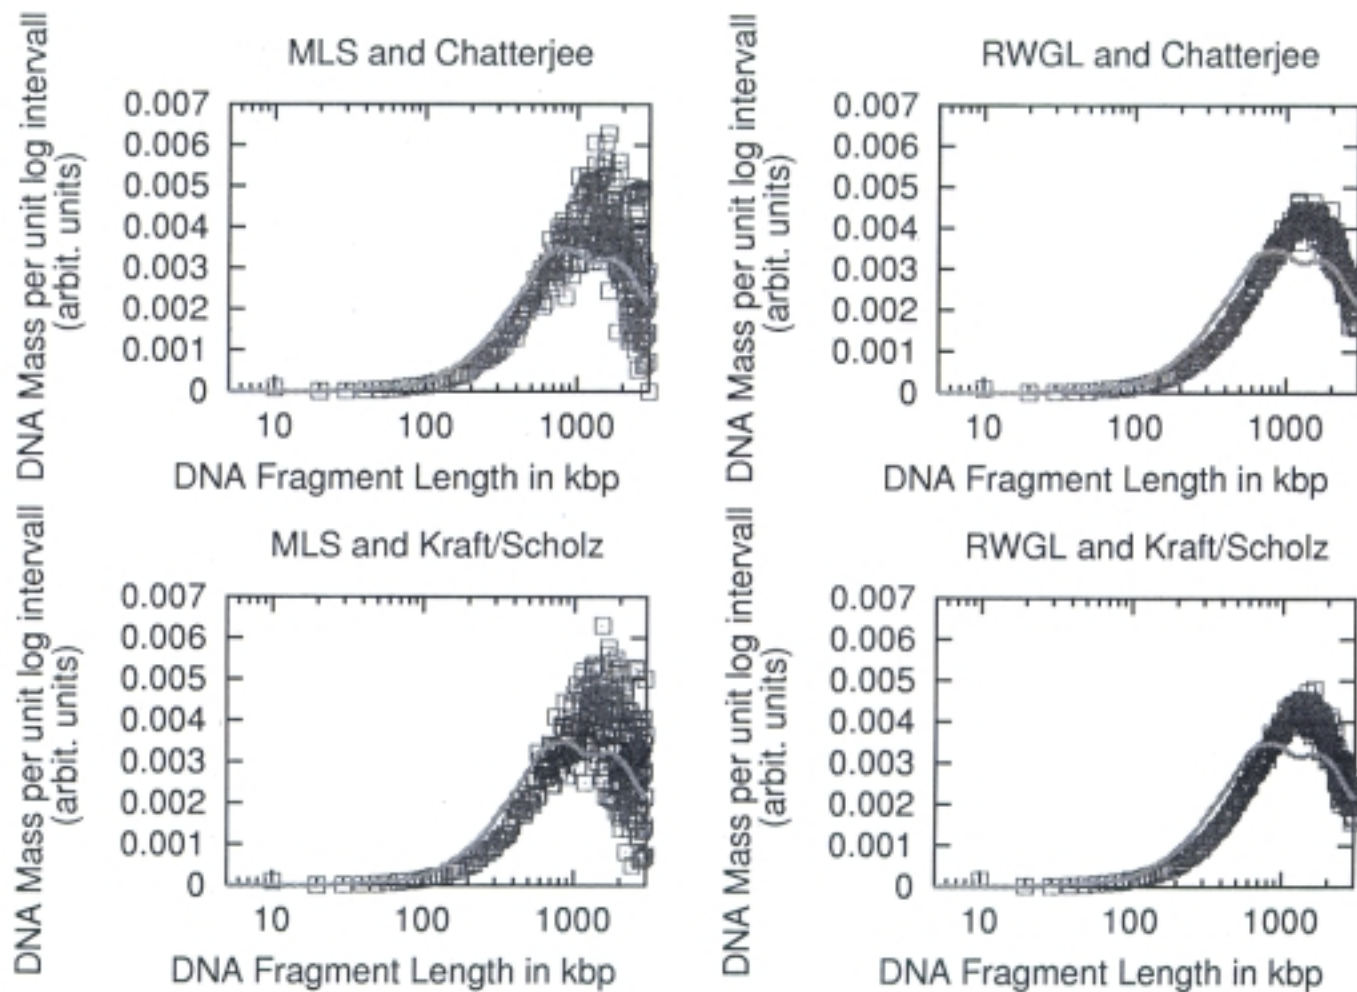 MLS and Chatterjee
DNA Mass per unit log intervall
(arbit. units)
0.007
0.006
0.005
0.004
0.003
0.002
0.001
0
10 100 1000
DNA Fragment Length in kbp
RWGL and Chatterjee
DNA Mass per unit log intervall
(arbit. units)
0.007
0.006
0.005
0.004
0.003
0.002
0.001
0
10 100 1000
DNA Fragment Length in kbp
MLS and Kraft/Scholz
DNA Mass per unit log intervall
(arbit. units)
0.007
0.006
0.005
0.004
0.003
0.002
0.001
0
10 100 1000
DNA Fragment Length in kbp
RWGL and Kraft/Scholz
DNA Mass per unit log intervall
(arbit. units)
0.007
0.006
0.005
0.004
0.003
0.002
0.001
0
10 100 1000
DNA Fragment Length in kbp